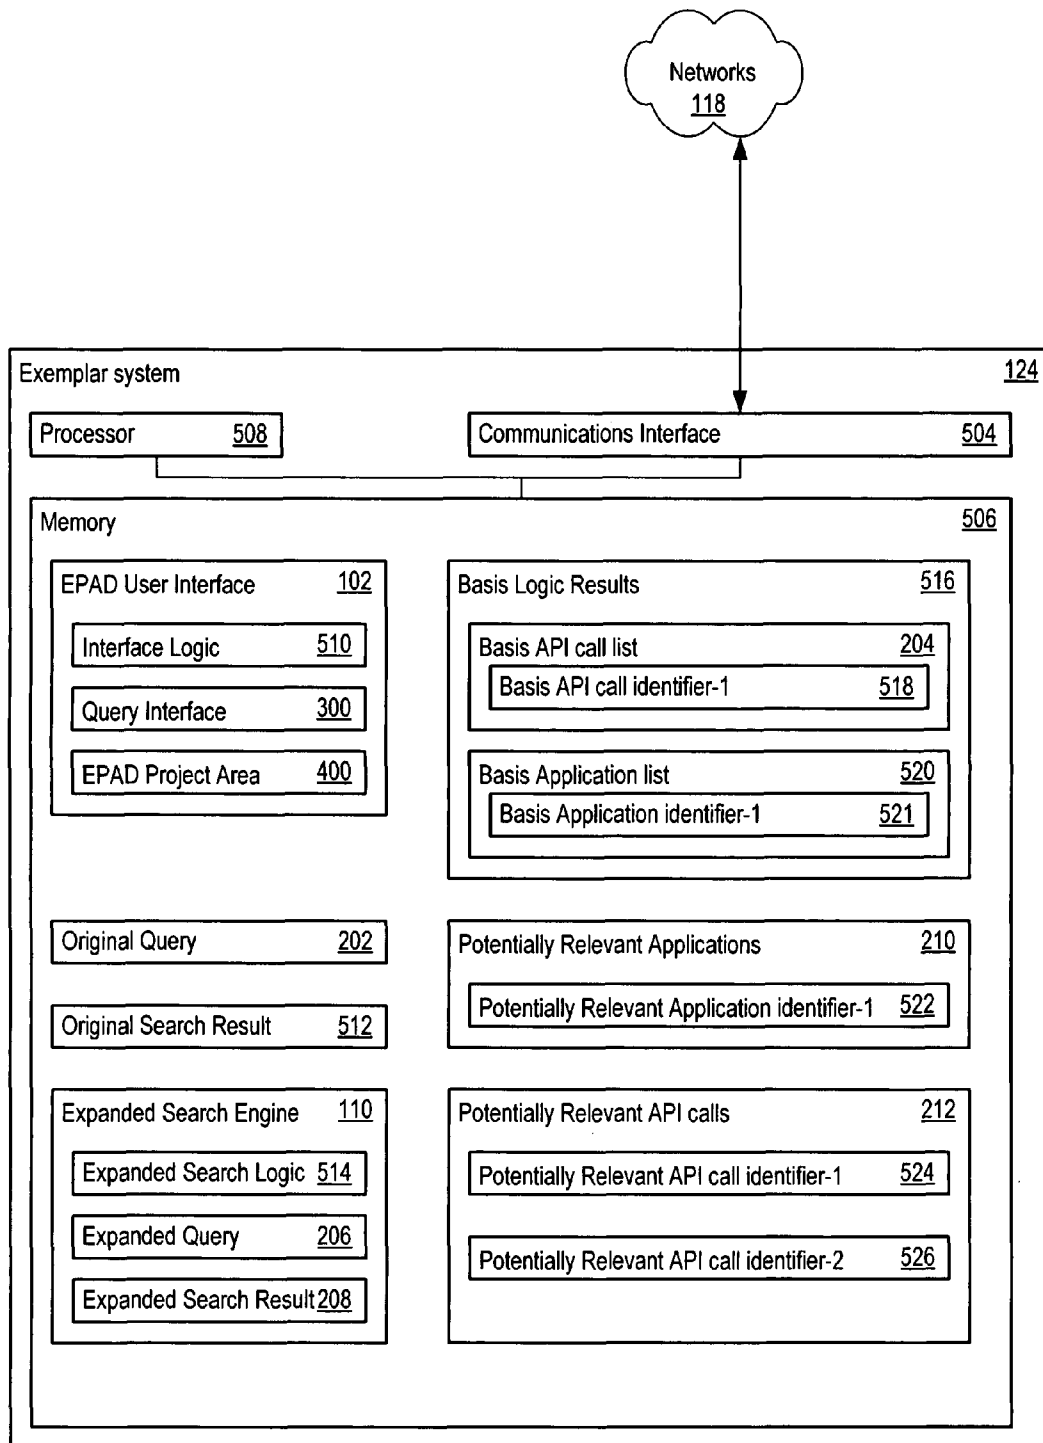 Networks
118
Exemplar system 124
Processor 508
Communications Interface 504
Memory 506
EPAD User Interface 102
Interface Logic 510
Query Interface 300
EPAD Project Area 400
Basis Logic Results 516
Basis API call list 204
Basis API call identifier-1 518
Basis Application list 520
Basis Application identifier-1 521
Original Query 202
Original Search Result 512
Potentially Relevant Applications 210
Potentially Relevant Application identifier-1 522
Expanded Search Engine 110
Expanded Search Logic 514
Expanded Query 206
Expanded Search Result 208
Potentially Relevant API calls 212
Potentially Relevant API call identifier-1 524
Potentially Relevant API call identifier-2 526